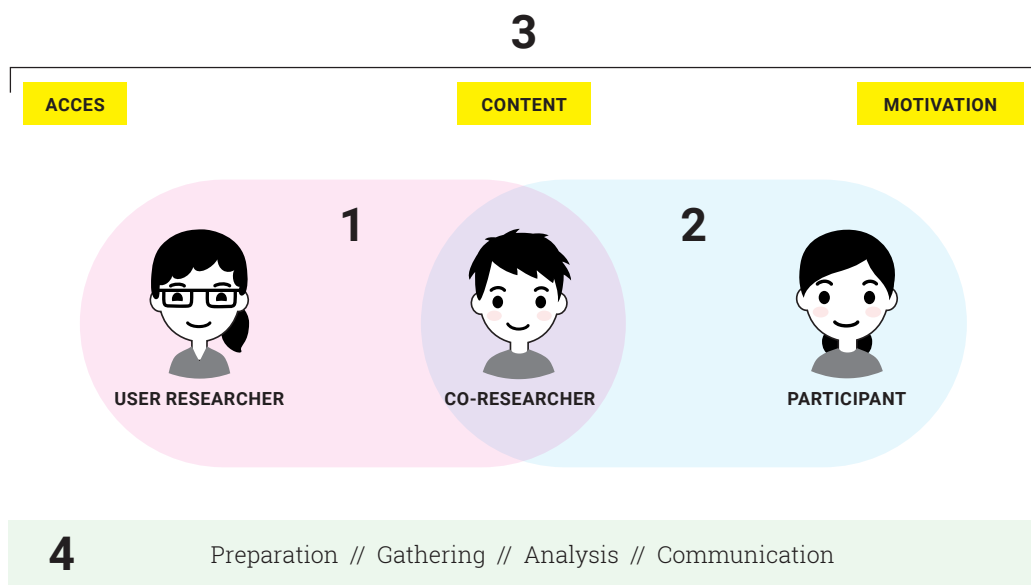 3
ACCES
CONTENT
MOTIVATION
1
2
USER RESEARCHER
CO-RESEARCHER
PARTICIPANT
4
Preparation // Gathering // Analysis // Communication